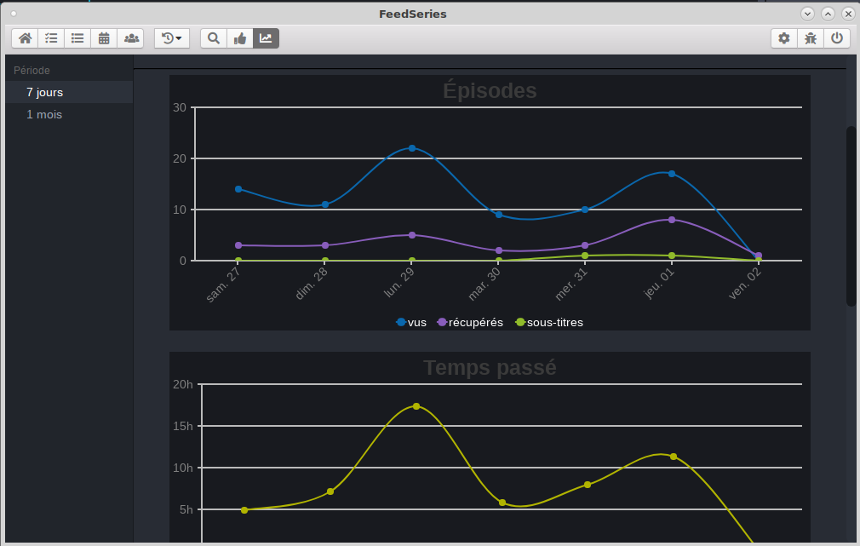 FeedSeries
Période
7 jours
1 mois
Épisodes
30
20
10
0
sam. 27
dim. 28
lun. 29
mar. 30
mer. 31
jeu. 01
ven. 02
vus
récupérés
sous-titres
Temps passé
20h
15h
10h
5h